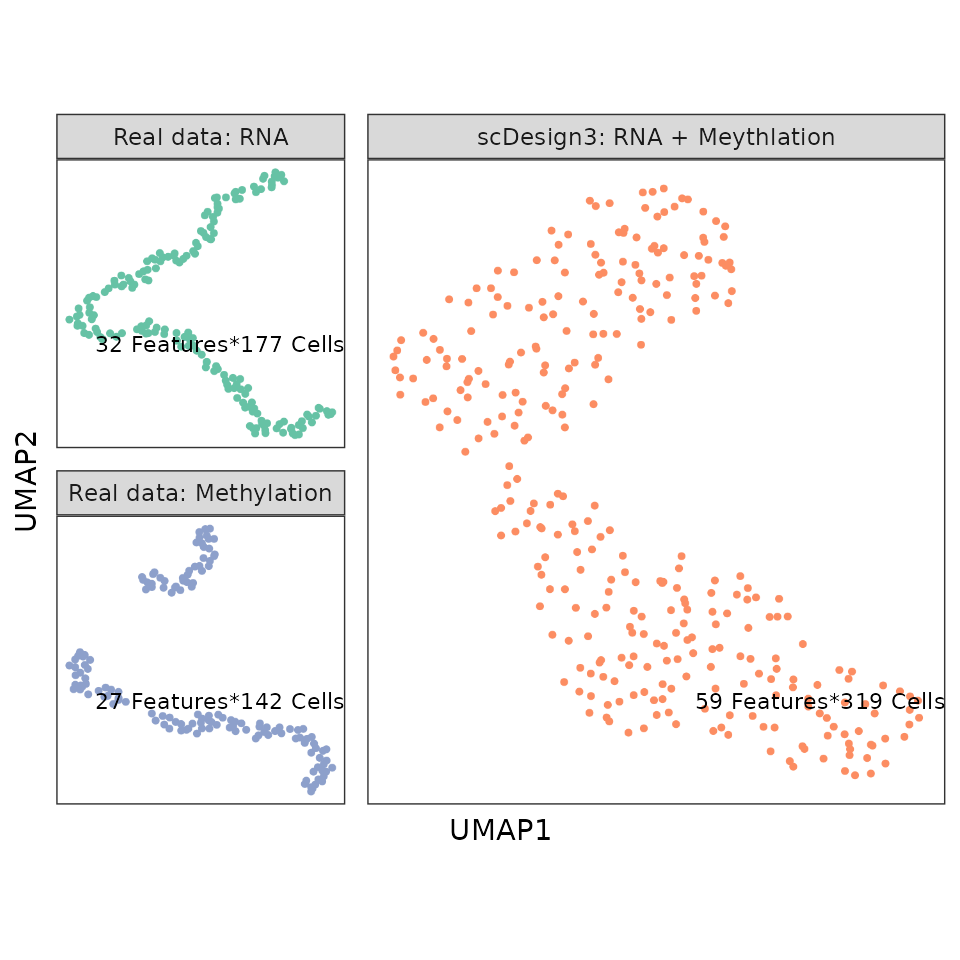 Real data: RNA
32 Features*177 Cells
Real data: Methylation
27 Features*142 Cells
scDesign3: RNA + Meythlation
59 Features*319 Cells
UMAP2
UMAP1